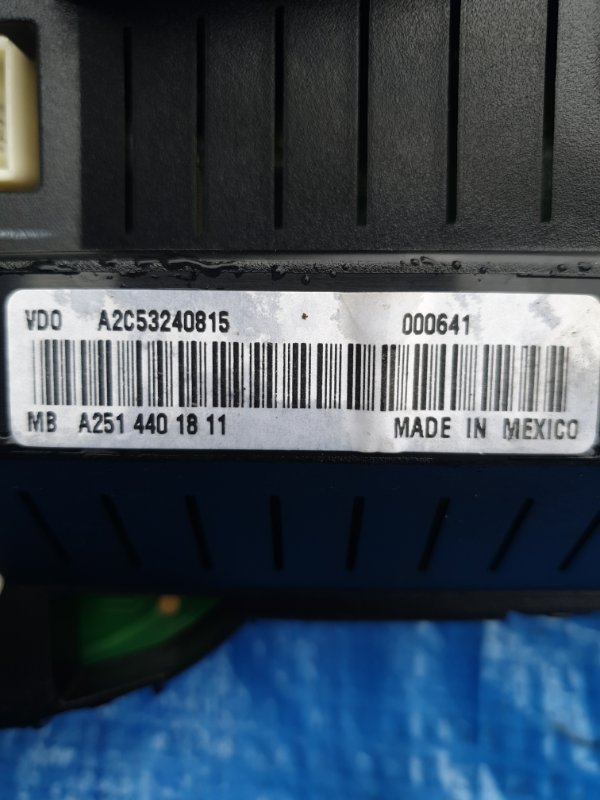 VDO A2C53240815 000641
MB A251 440 18 11 MADE IN MEXICO